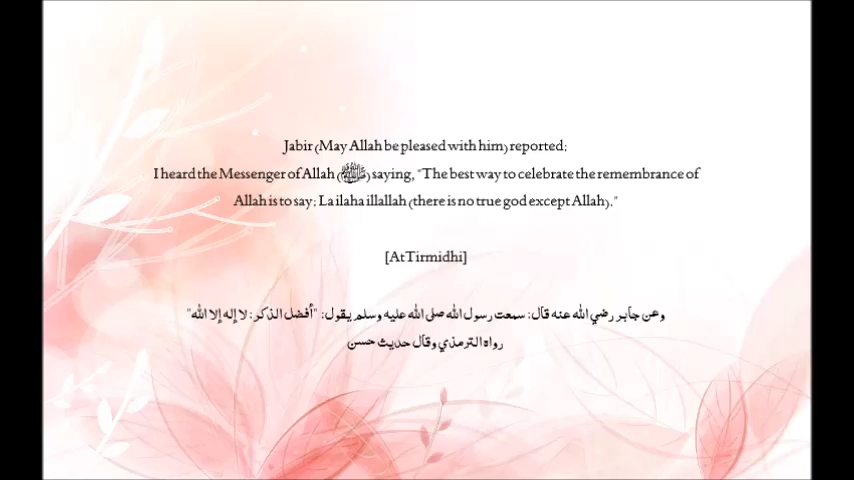 Jabir (May Allah be pleased with him) reported:
I heard the Messenger of Allah (ﷺ) saying, "The best way to celebrate the remembrance of
Allah is to say: La ilaha illallah (there is no true god except Allah)."
[At Tirmidhi]
وعن جابر رضي الله عنه قال: سمعت رسول الله صلى الله عليه وسلم يقول: "أفضل الذكر: لا إله إلا الله"
رواه الترمذي وقال حديث حسن